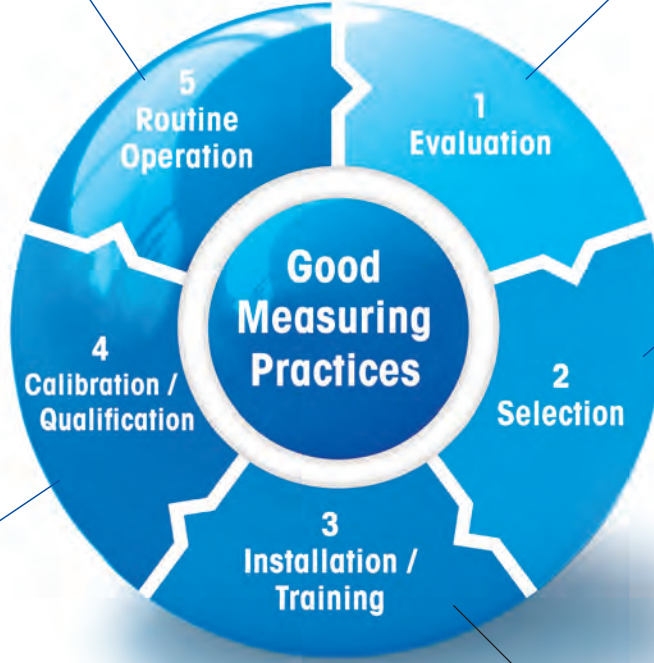 Good
Measuring
Practices
1
Evaluation
2
Selection
3
Installation /
Training
4
Calibration /
Qualification
5
Routine
Operation